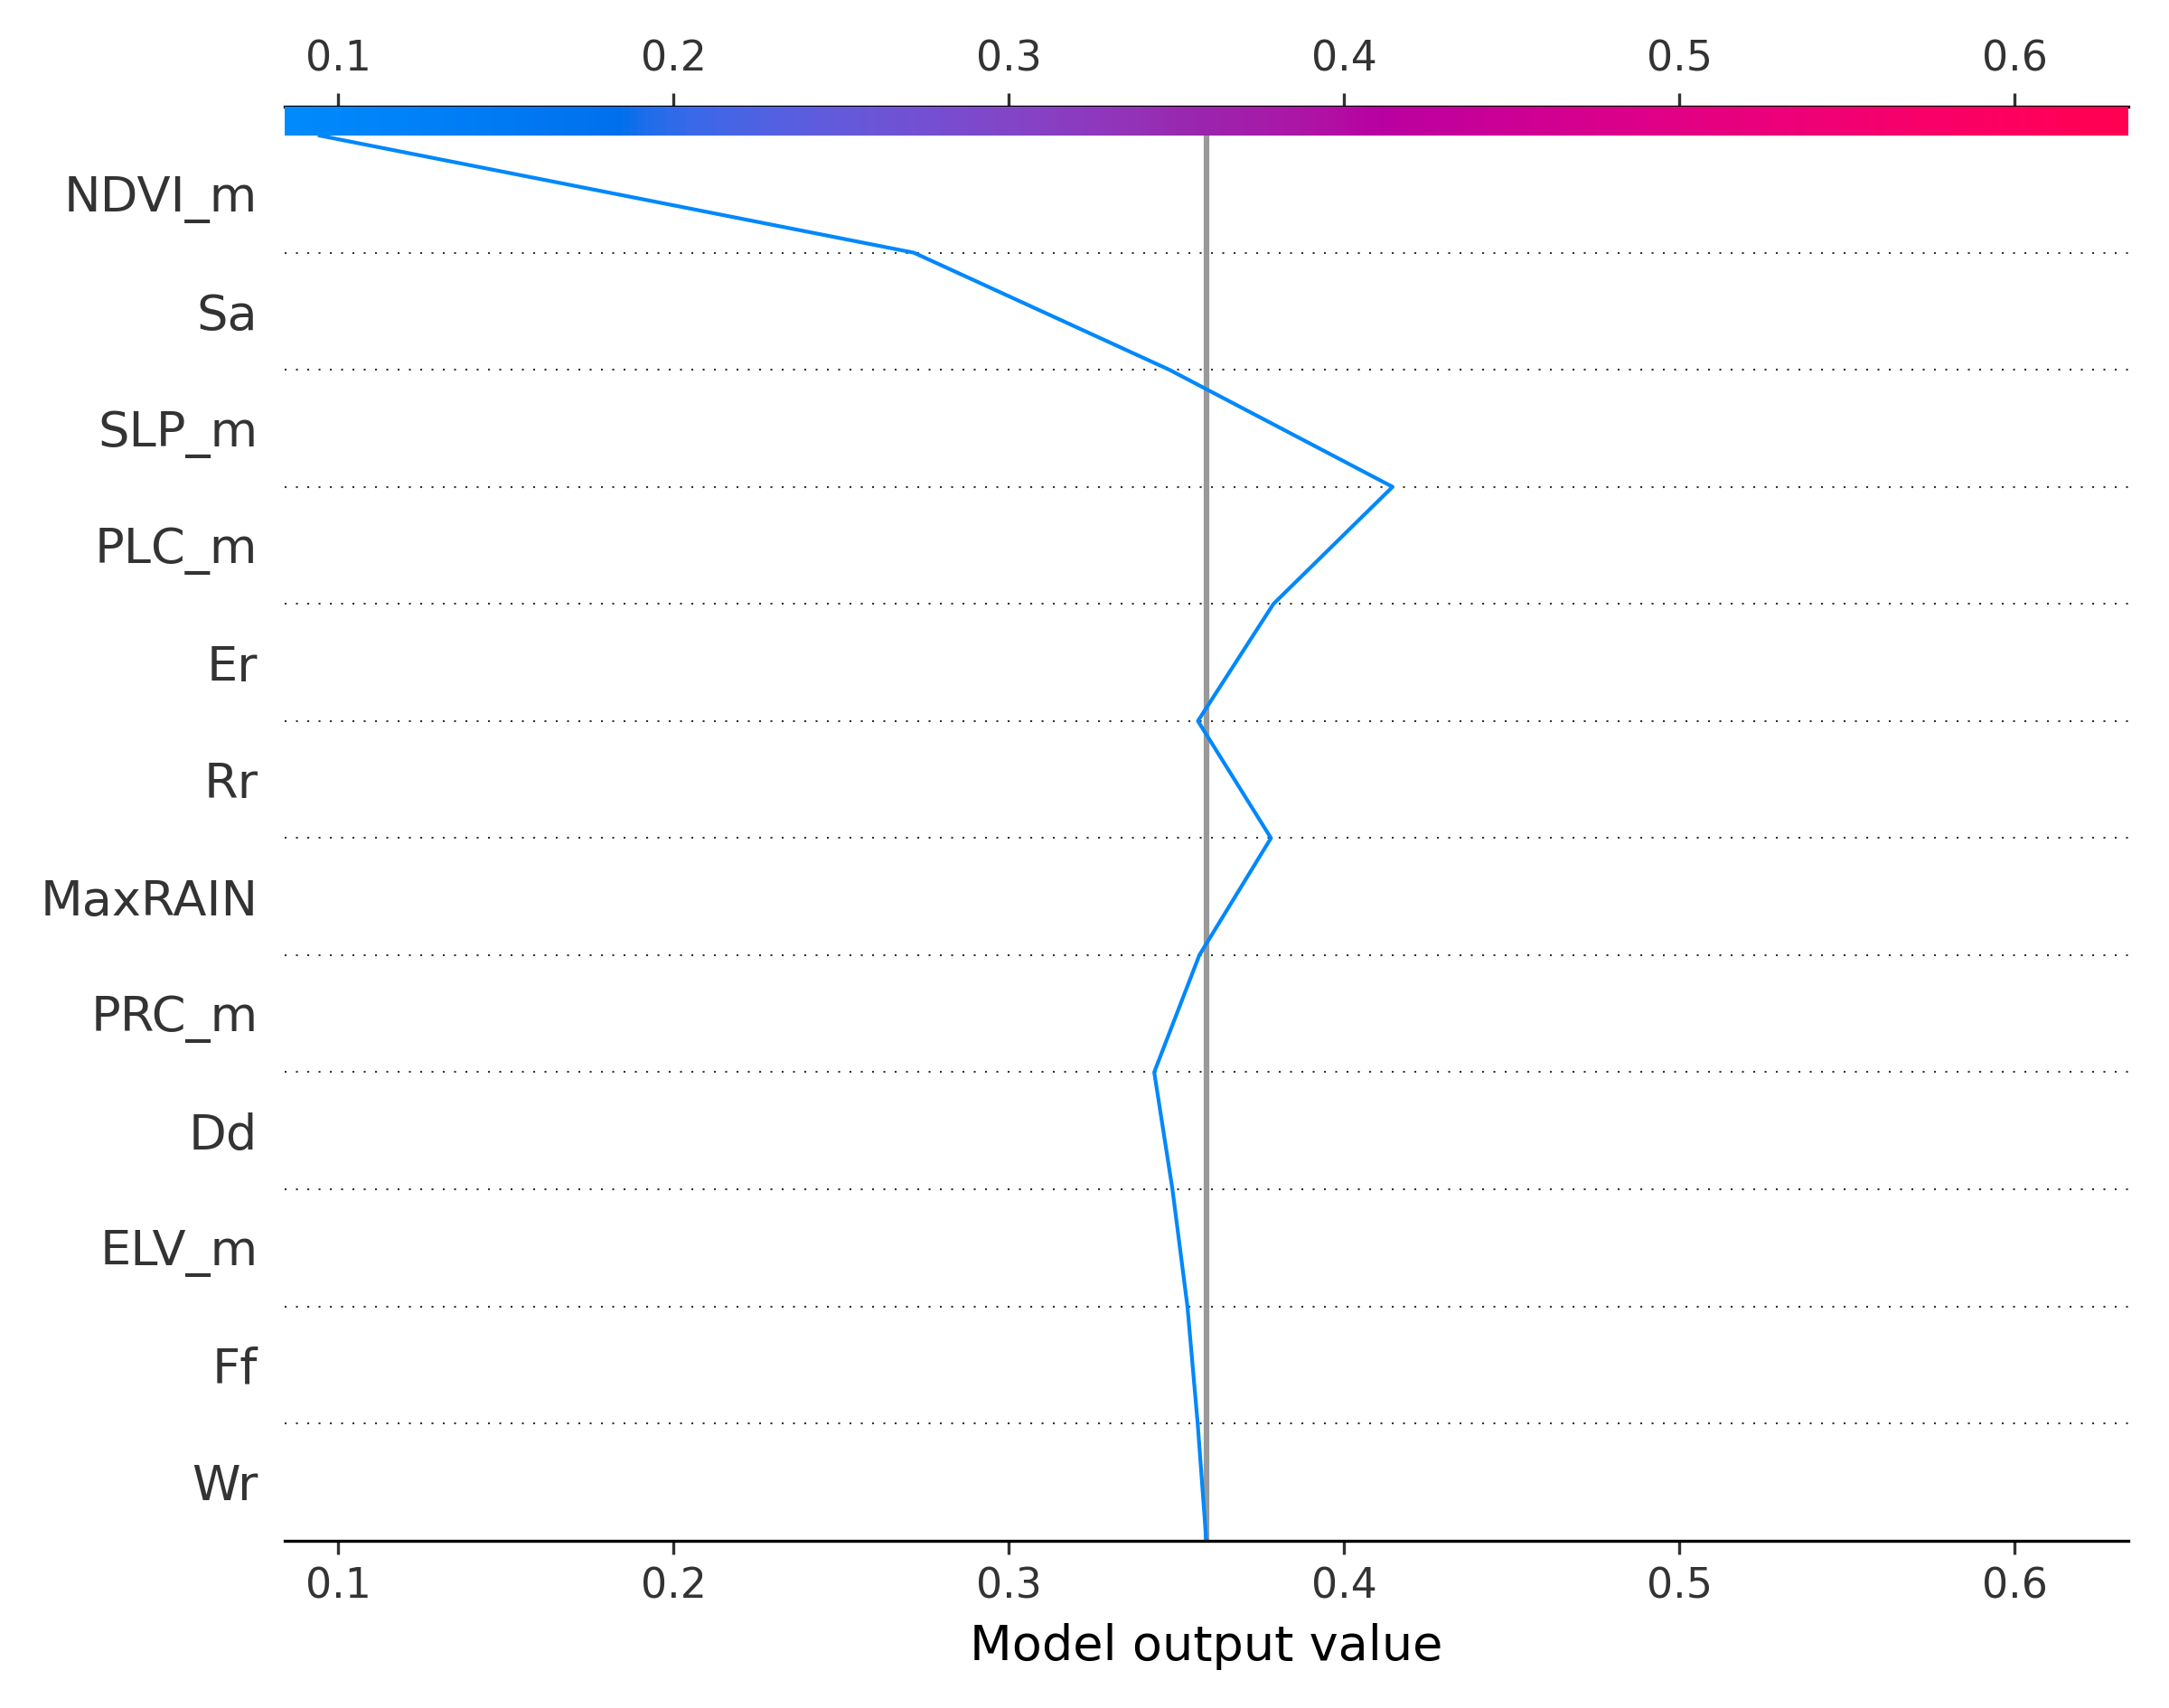 0.1 0.2 0.3 0.4 0.5 0.6
NDVI_m
Sa
SLP_m
PLC_m
Er
Rr
MaxRAIN
PRC_m
Dd
ELV_m
Ff
Wr
0.1 0.2 0.3 0.4 0.5 0.6
Model output value